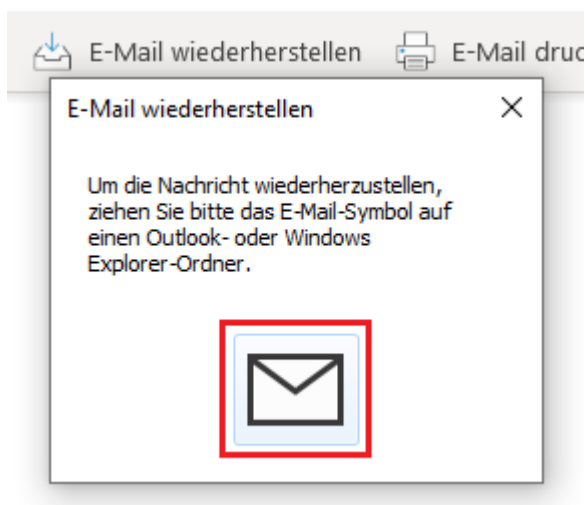 E-Mail wiederherstellen E-Mail
E-Mail wiederherstellen
Um die Nachricht wiederherzustellen,
ziehen Sie bitte das E-Mail-Symbol auf
einen Outlook- oder Windows
Explorer-Ordner.